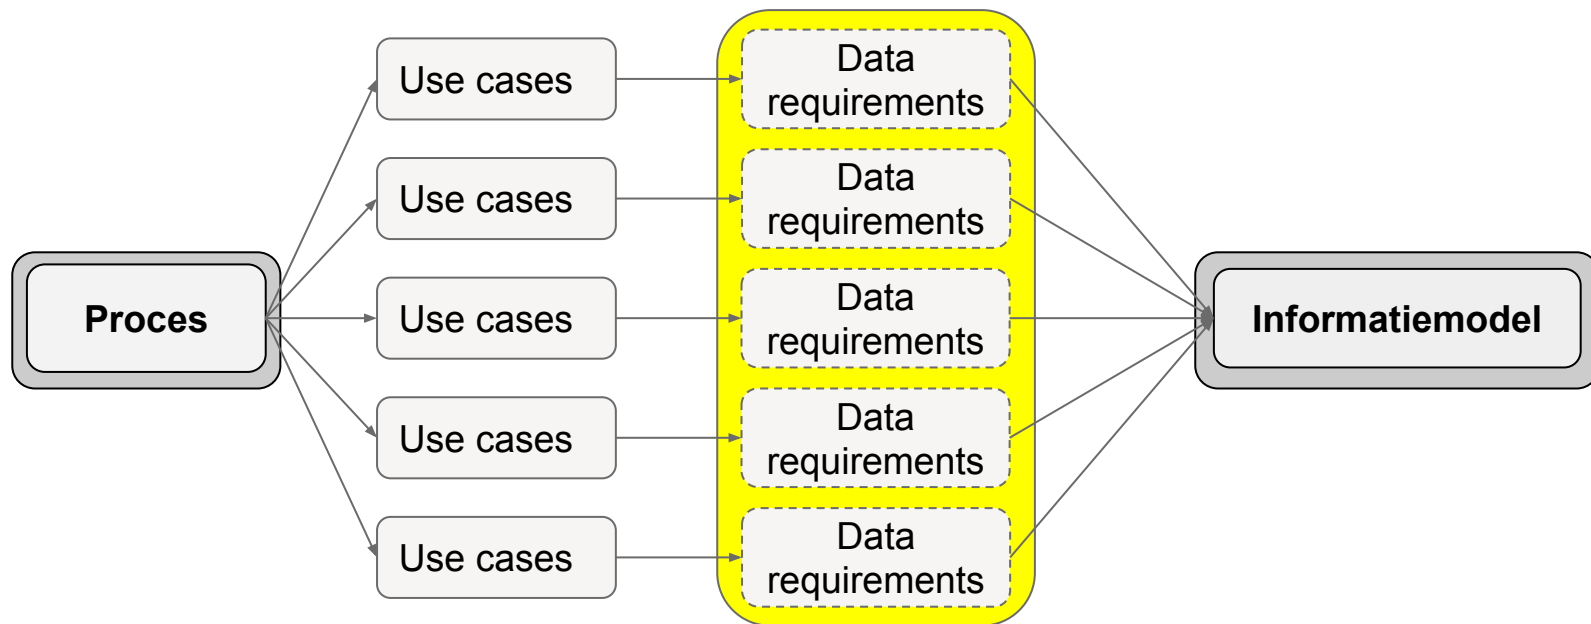 Use cases
Data
requirements
Use cases
Data
requirements
Proces
Use cases
Data
requirements
Informatiemodel
Use cases
Data
requirements
Use cases
Data
requirements